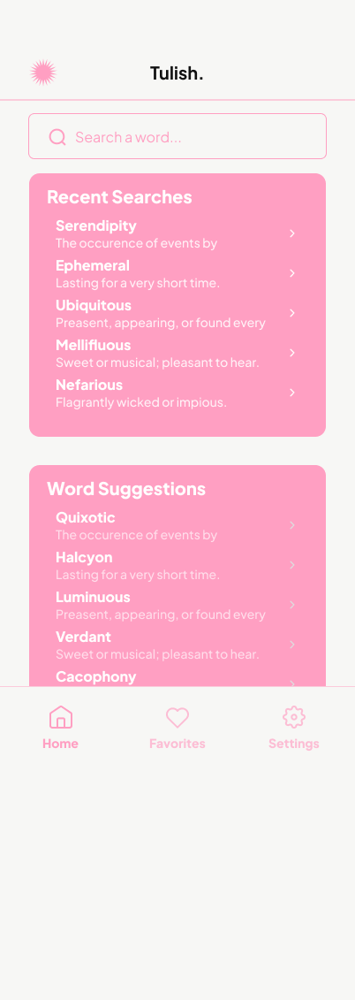 Tulish.
Search a word...
Recent Searches
Serendipity
The occurence of events by
Ephemeral
Lasting for a very short time.
Ubiquitous
Preasent, appearing, or found every
Mellifluous
Sweet or musical; pleasant to hear.
Nefarious
Flagrantly wicked or impious.
Word Suggestions
Quixotic
The occurence of events by
Halcyon
Lasting for a very short time.
Luminous
Preasent, appearing, or found every
Verdant
Sweet or musical; pleasant to hear.
Cacophony
Home
Favorites
Settings